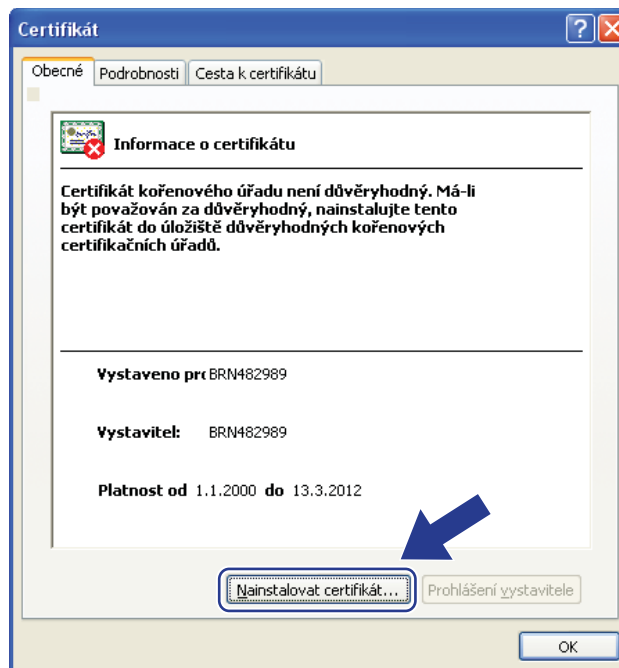 Certifikát
Obecné Podrobnosti Cesta k certifikátu
Informace o certifikátu
Certifikát kořenového úřadu není důvěryhodný. Má-li
být považován za důvěryhodný, nainstalujte tento
certifikát do úložiště důvěryhodných kořenových
certifikačních úřadů.
Vystaveno pro BRN482989
Vystavitel: BRN482989
Platnost od 1.1.2000 do 13.3.2012
Nainstalovat certifikát... Prohlášení vystavitele
OK